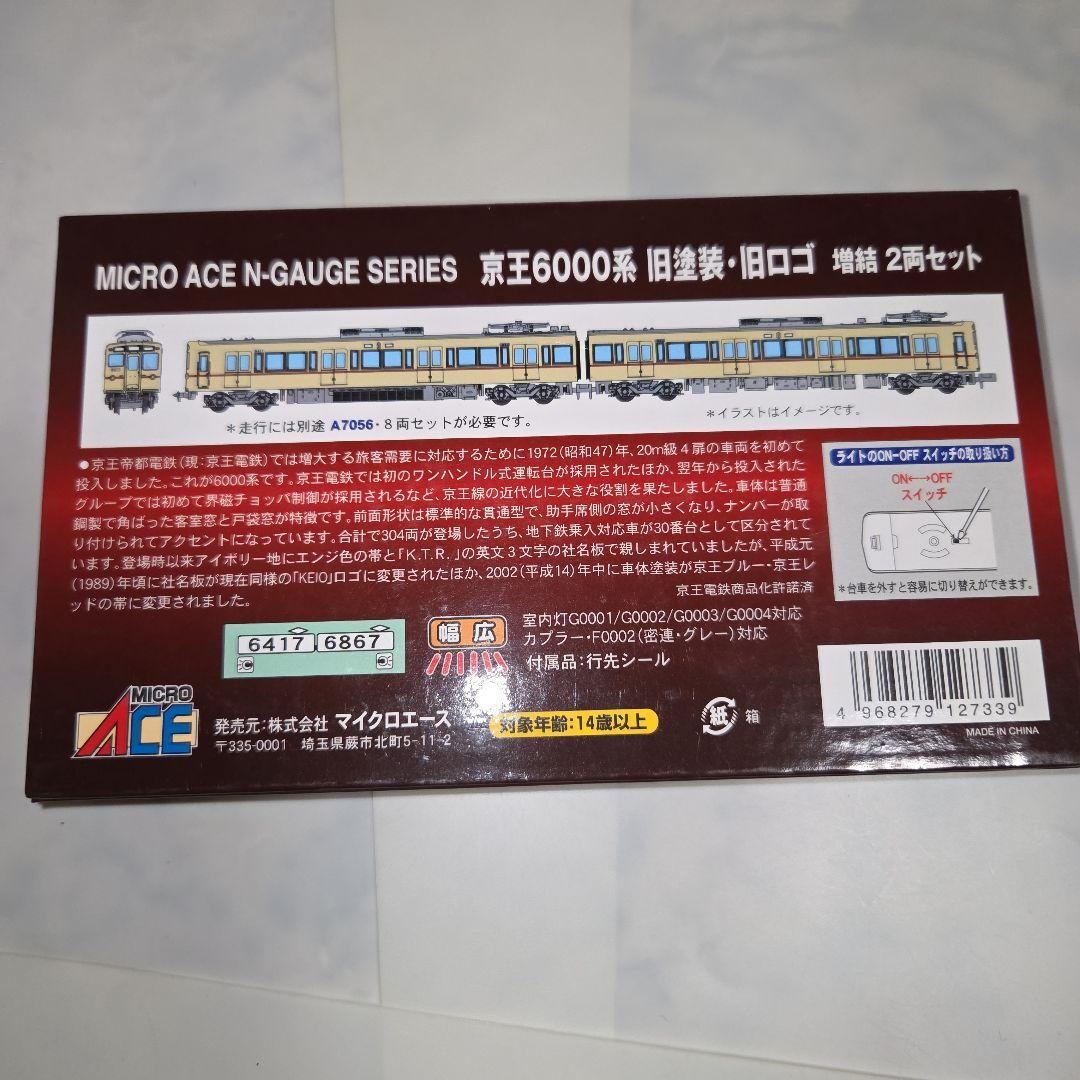 MICRO ACE N-GAUGE SERIES 京王6000系 旧塗装・旧ロゴ 増結 2両セット
＊走行には別途 A7056・8両セットが必要です。
＊イラストはイメージです。
●京王帝都電鉄(現:京王電鉄)では増大する旅客需要に対応するために1972(昭和47)年、20m級4扉の車両を初めて
投入しました。これが6000系です。京王電鉄では初のワンハンドル式運転台が採用されたほか、翌年から投入された
グループでは初めて界磁チョッパ制御が採用されるなど、京王線の近代化に大きな役割を果たしました。車体は普通
鋼製で角ばった客室窓と戸袋窓が特徴です。前面形状は標準的な貫通型で、助手席側の窓が小さくなり、ナンバーが取
り付けられてアクセントになっています。合計で304両が登場したうち、地下鉄乗入対応車が30番台として区分されて
います。登場時以来アイボリー地にエンジ色の帯と「K.T.R.」の英文3文字の社名板で親しまれていましたが、平成元
(1989)年頃に社名板が現在同様の「KEIO」ロゴに変更されたほか、2002(平成14)年中に車体塗装が京王ブルー・京王レ
ッドの帯に変更されました。
京王電鉄商品化許諾済
ライトのON-OFF スイッチの取り扱い方
ON←→OFF
スイッチ
＊台車を外すと容易に切り替えができます。
6417 6867
幅広
室内灯G0001/G0002/G0003/G0004対応
カプラー・F0002(密連・グレー)対応
付属品:行先シール
MICRO
ACE
発売元:株式会社 マイクロエース
〒335-0001 埼玉県蕨市北町5-11-2
対象年齢:14歳以上
紙 箱
4 968279 127339
MADE IN CHINA